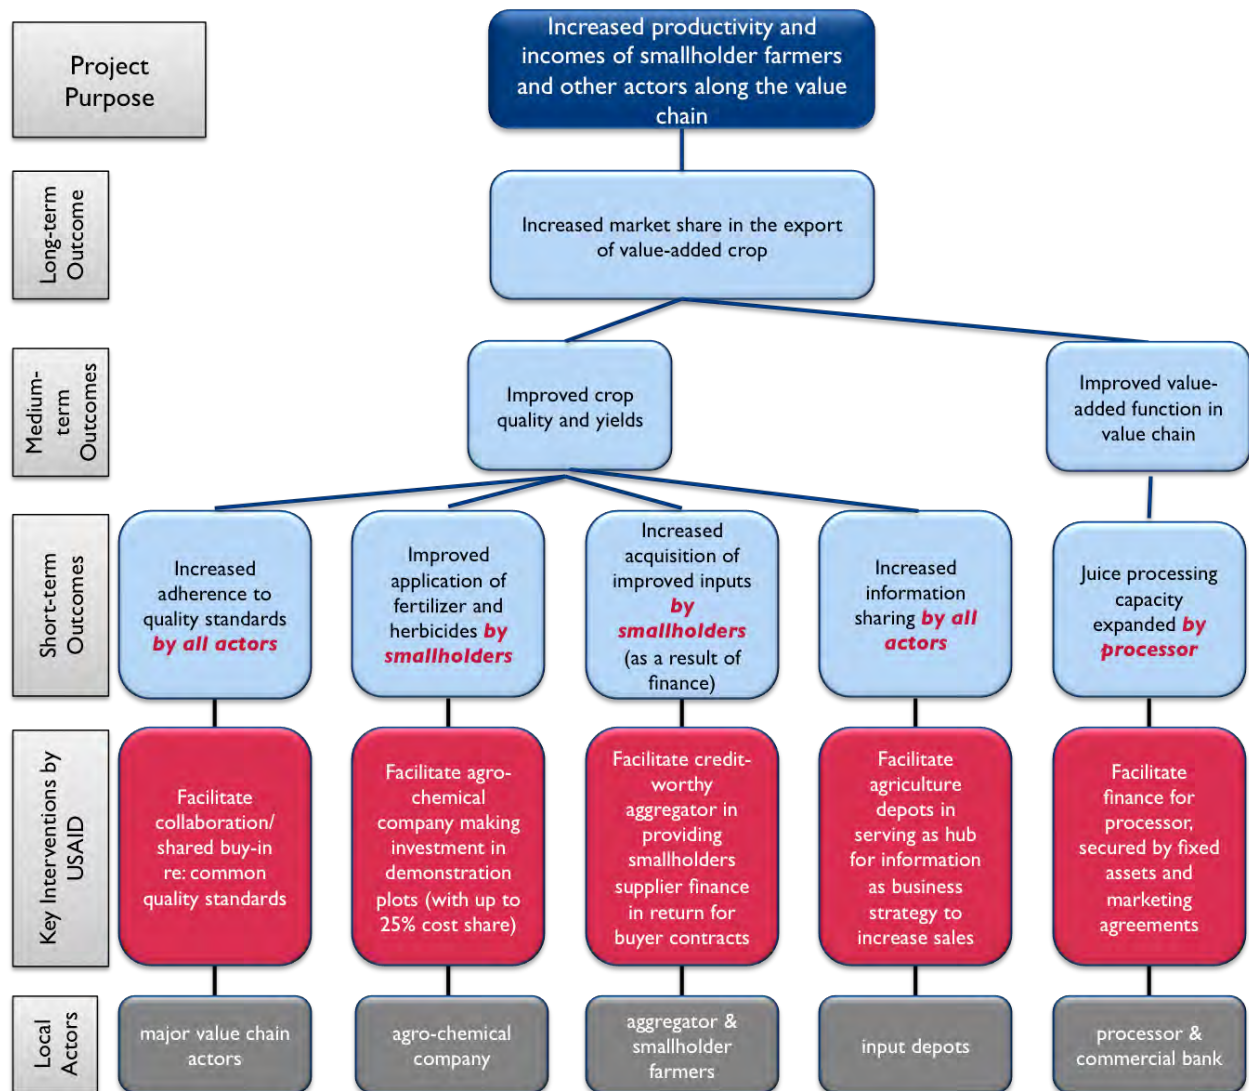 Project
Purpose
Increased productivity and
incomes of smallholder farmers
and other actors along the value
chain
Long-term
Outcome
Increased market share in the export
of value-added crop
Medium-
term
Outcomes
Improved crop
quality and yields
Improved value-
added function in
value chain
Short-term
Outcomes
Increased
adherence to
quality standards
by all actors
Improved
application of
fertilizer and
herbicides by
smallholders
Increased
acquisition of
improved inputs
by
smallholders
(as a result of
finance)
Increased
information
sharing by all
actors
Juice processing
capacity
expanded by
processor
Key Interventions by
USAID
Facilitate
collaboration/
shared buy-in
re: common
quality standards
Facilitate agro-
chemical
company making
investment in
demonstration
plots (with up to
25% cost share)
Facilitate credit-
worthy
aggregator in
providing
smallholders
supplier finance
in return for
buyer contracts
Facilitate
agriculture
depots in
serving as hub
for information
as business
strategy to
increase sales
Facilitate
finance for
processor,
secured by fixed
assets and
marketing
agreements
Local
Actors
major value chain
actors
agro-chemical
company
aggregator &
smallholder
farmers
input depots
processor &
commercial bank